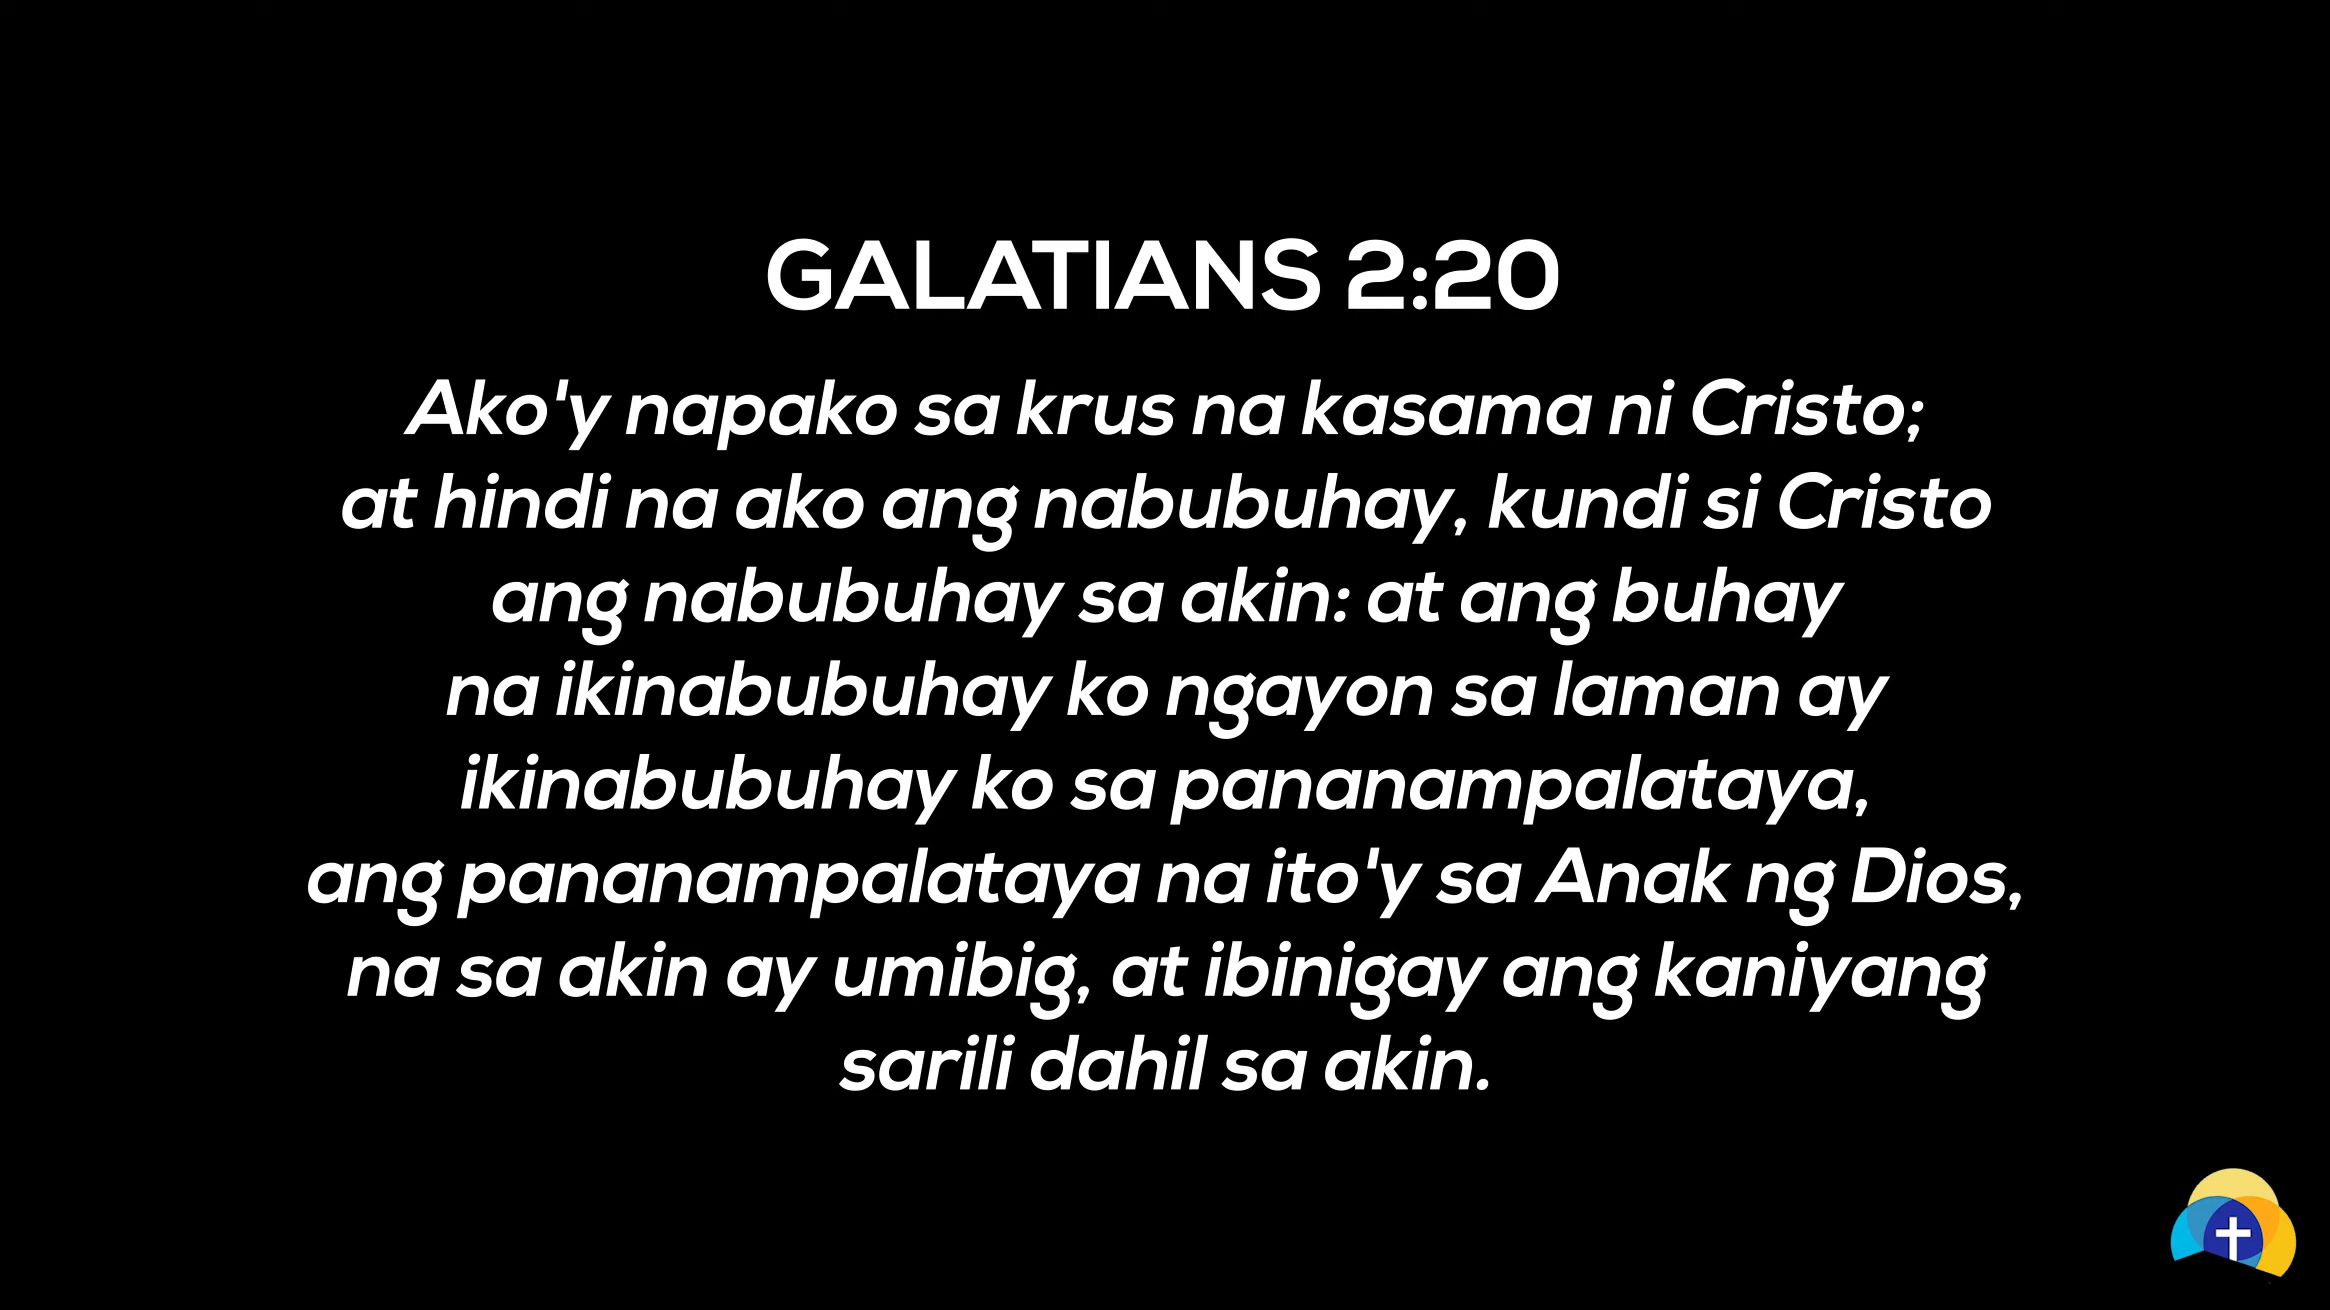 GALATIANS 2:20
Ako'y napako sa krus na kasama ni Cristo;
at hindi na ako ang nabubuhay, kundi si Cristo
ang nabubuhay sa akin: at ang buhay
na ikinabubuhay ko ngayon sa laman ay
ikinabubuhay ko sa pananampalataya,
ang pananampalataya na ito'y sa Anak ng Dios,
na sa akin ay umibig, at ibinigay ang kaniyang
sarili dahil sa akin.